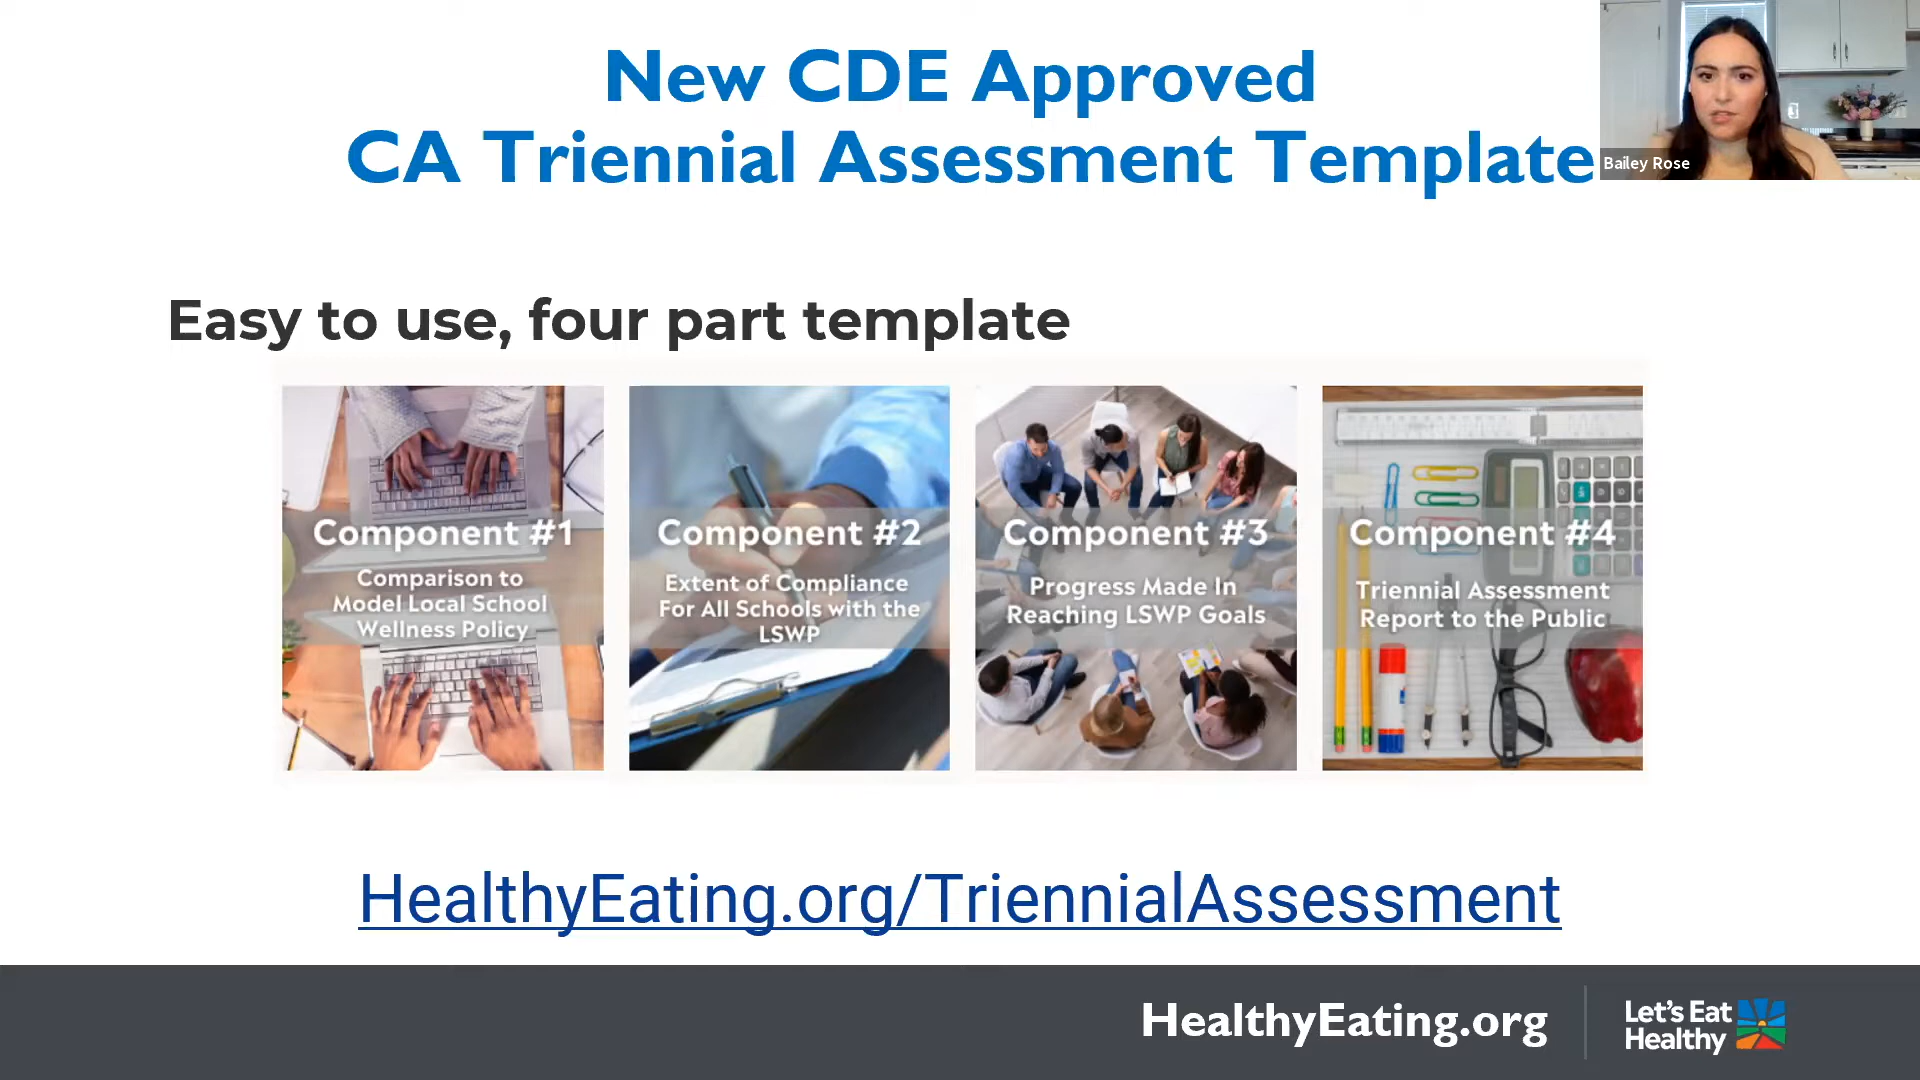 New CDE Approved
CA Triennial Assessment Template
Bailey Rose
Easy to use, four part template
Component #1
Comparison to
Model Local School
Wellness Policy
Component #2
Extent of Compliance
For All Schools with the
LSWP
Component #3
Progress Made In
Reaching LSWP Goals
Component #4
Triennial Assessment
Report to the Public
HealthyEating.org/TriennialAssessment
HealthyEating.org
Let's Eat
Healthy